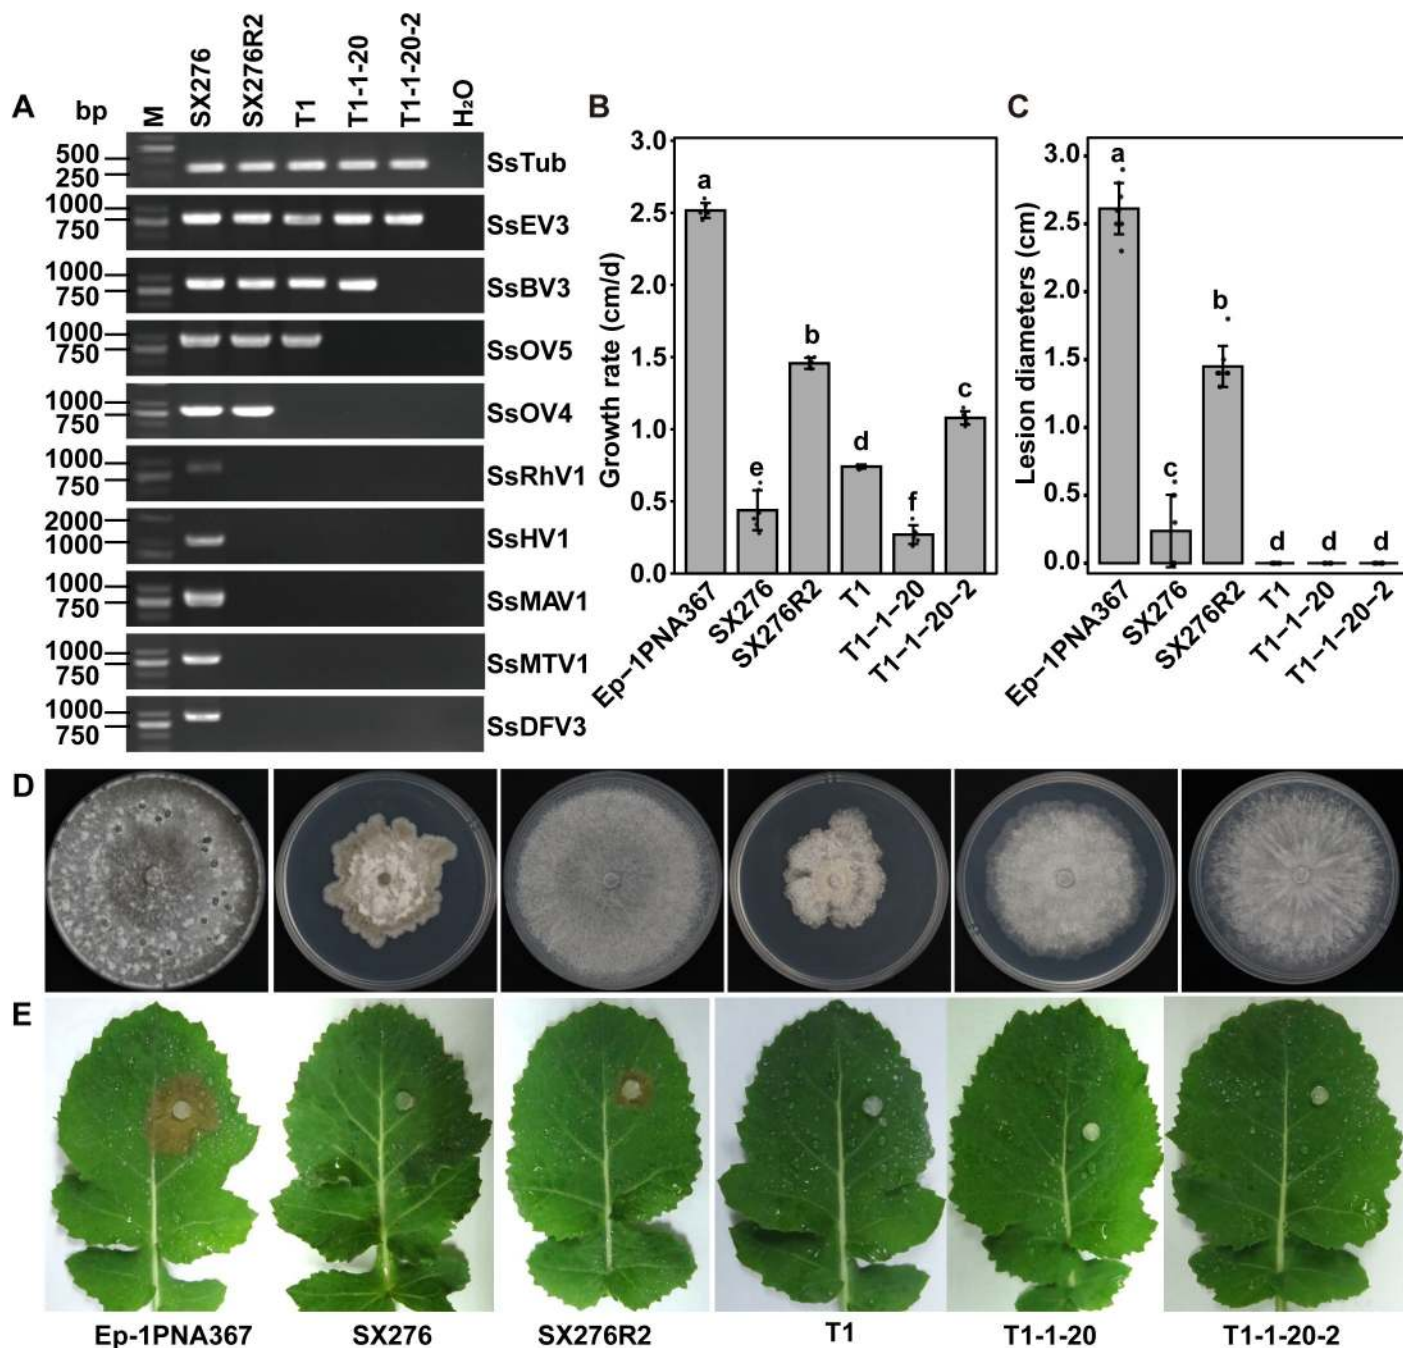 A
bp
M
SX276
SX276R2
T1
T1-1-20
T1-1-20-2
H₂O
500
250
SsTub
1000
750
SsEV3
1000
750
SsBV3
1000
750
SsOV5
1000
750
SsOV4
1000
750
SsRhV1
2000
1000
SsHV1
1000
750
SsMAV1
1000
750
SsMTV1
1000
750
SsDFV3
B
Growth rate (cm/d)
3.0
2.5
2.0
1.5
1.0
0.5
0.0
a
e
b
d
f
c
Ep-1PNA367
SX276
SX276R2
T1
T1-1-20
T1-1-20-2
C
Lesion diameters (cm)
3.0
2.5
2.0
1.5
1.0
0.5
0.0
a
c
b
d
d
d
Ep-1PNA367
SX276
SX276R2
T1
T1-1-20
T1-1-20-2
D
E
Ep-1PNA367
SX276
SX276R2
T1
T1-1-20
T1-1-20-2